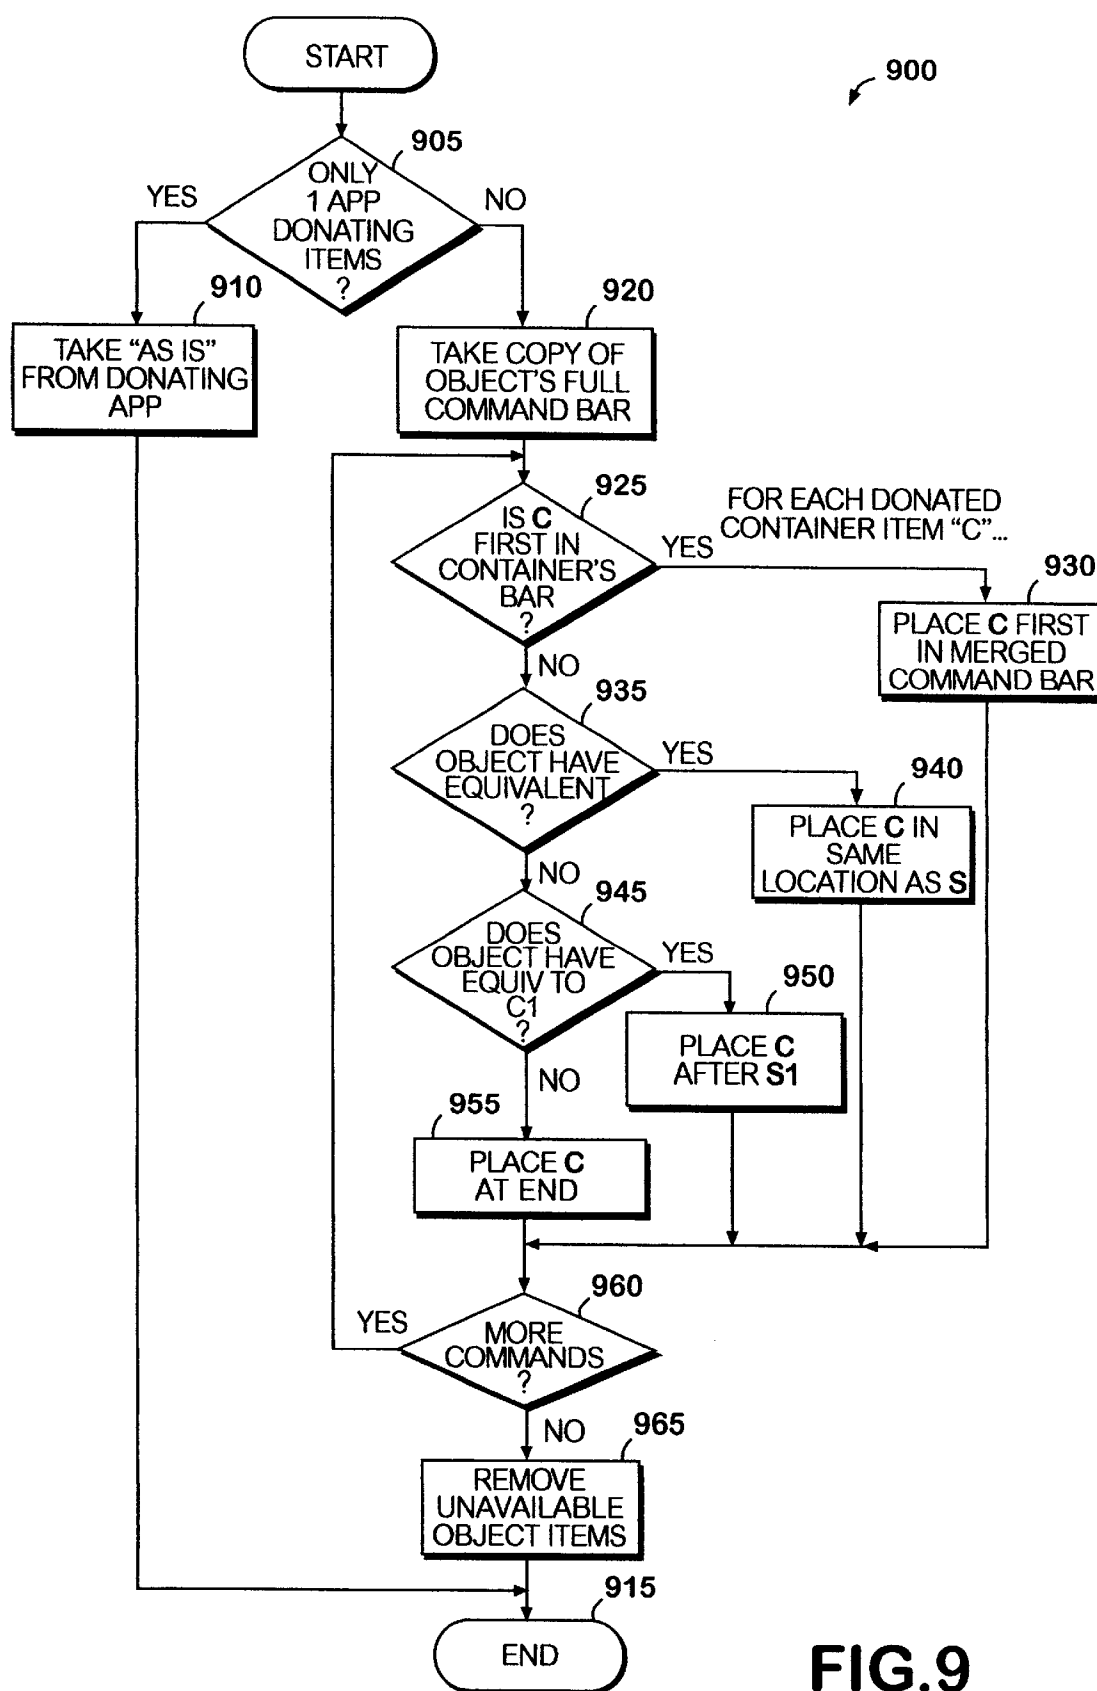 START
900
905
ONLY
1 APP
DONATING
ITEMS
?
YES
NO
910
TAKE “AS IS”
FROM DONATING
APP
920
TAKE COPY OF
OBJECT'S FULL
COMMAND BAR
925
IS C
FIRST IN
CONTAINER'S
BAR
?
YES
FOR EACH DONATED
CONTAINER ITEM “C”...
930
PLACE C FIRST
IN MERGED
COMMAND BAR
NO
935
DOES
OBJECT HAVE
EQUIVALENT
?
YES
940
PLACE C IN
SAME
LOCATION AS S
NO
945
DOES
OBJECT HAVE
EQUIV TO
C1
?
YES
950
PLACE C
AFTER S1
NO
955
PLACE C
AT END
960
MORE
COMMANDS
?
YES
NO
965
REMOVE
UNAVAILABLE
OBJECT ITEMS
915
END
FIG.9